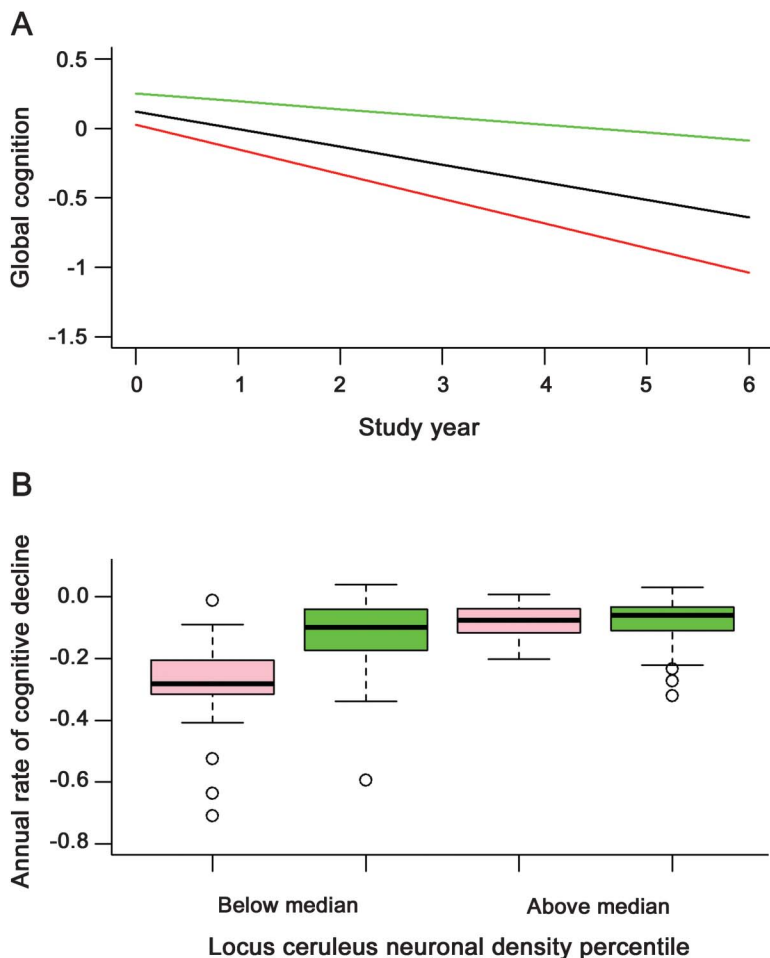 A
0.5
0
-0.5
-1
-1.5
Global cognition
0 1 2 3 4 5 6
Study year
B
0.0
-0.2
-0.4
-0.6
-0.8
Annual rate of cognitive decline
Below median Above median
Locus ceruleus neuronal density percentile